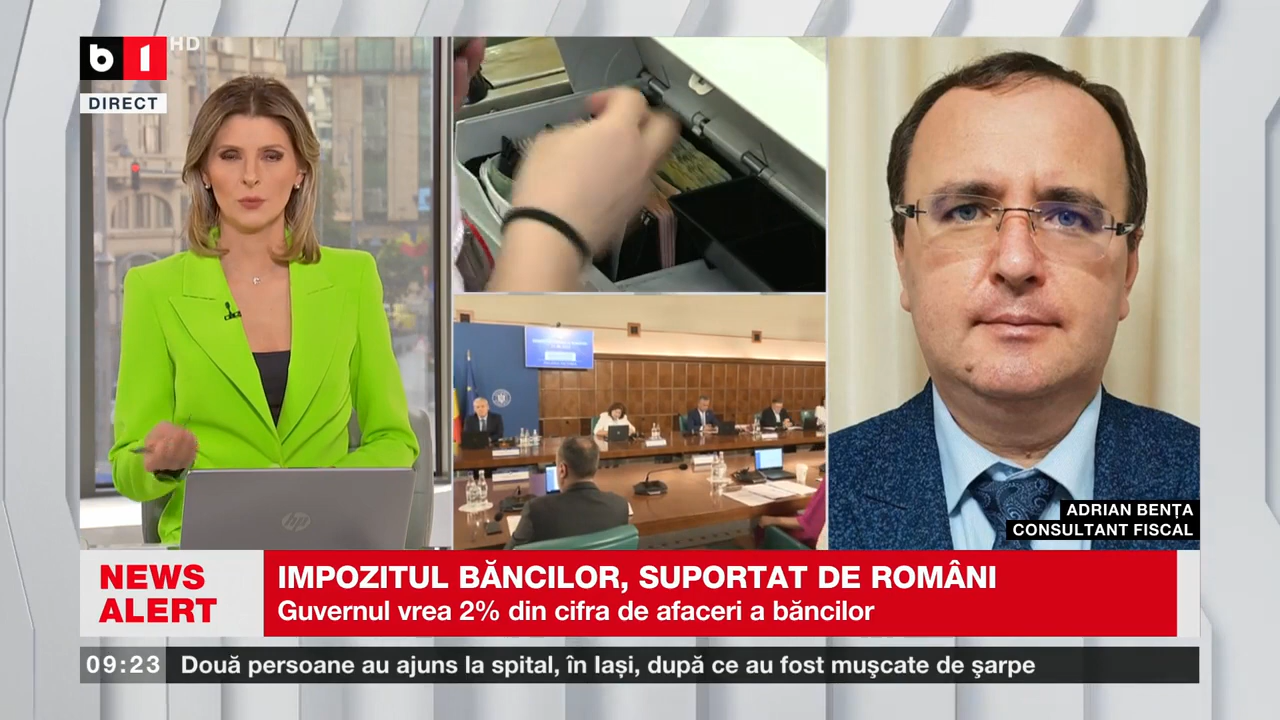 b1 HD
DIRECT
hp
ADRIAN BENȚA
CONSULTANT FISCAL
NEWS
ALERT
IMPOZITUL BĂNCILOR, SUPORTAT DE ROMÂNI
Guvernul vrea 2% din cifra de afaceri a băncilor
09:23 Două persoane au ajuns la spital, în Iași, după ce au fost mușcate de șarpe